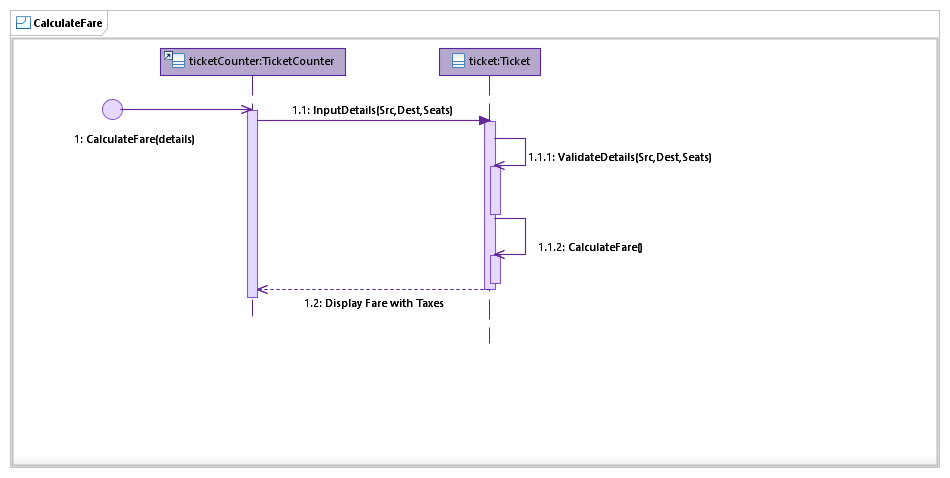 CalculateFare
ticketCounter:TicketCounter
ticket:Ticket
1.1: InputDetails(Src,Dest,Seats)
1: CalculateFare(details)
1.1.1: ValidateDetails(Src,Dest,Seats)
1.1.2: CalculateFare()
1.2: Display Fare with Taxes